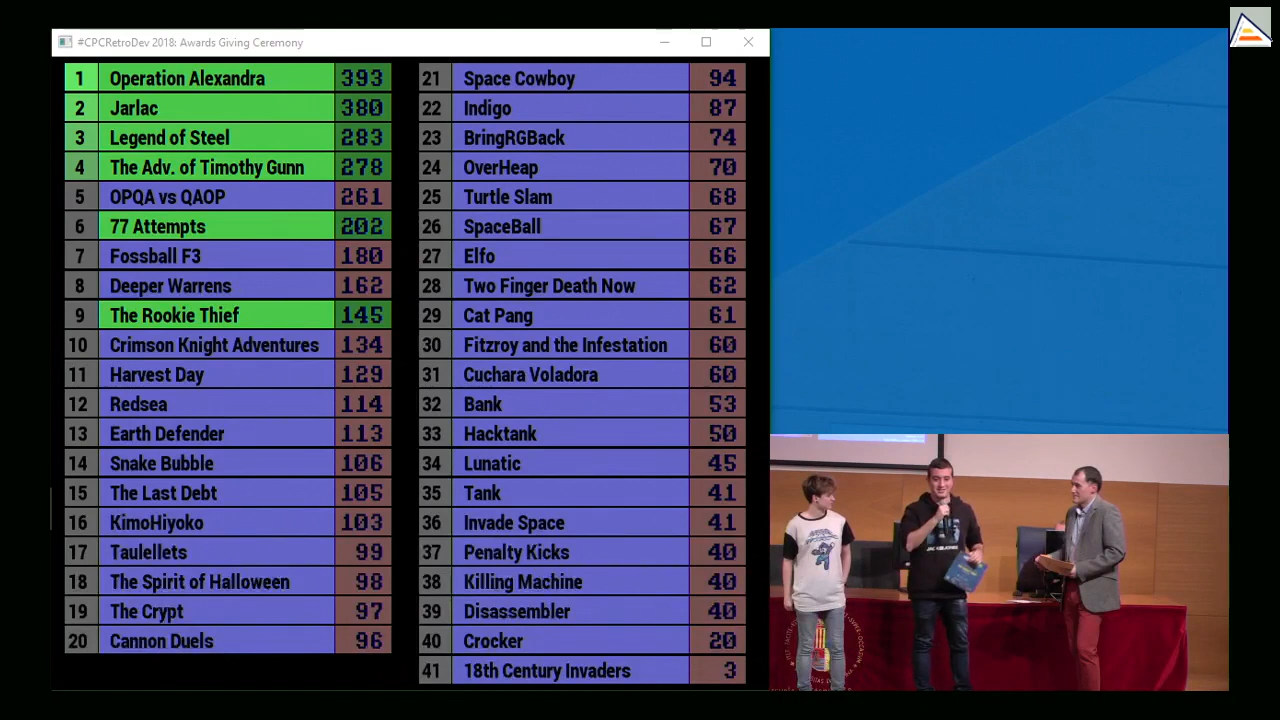 #CPCRetroDev 2018: Awards Giving Ceremony
1 Operation Alexandra 393
2 Jarlac 380
3 Legend of Steel 283
4 The Adv. of Timothy Gunn 278
5 OPQA vs QAOP 261
6 77 Attempts 202
7 Fossball F3 180
8 Deeper Warrens 162
9 The Rookie Thief 145
10 Crimson Knight Adventures 134
11 Harvest Day 129
12 Redsea 114
13 Earth Defender 113
14 Snake Bubble 106
15 The Last Debt 105
16 KimoHiyoko 103
17 Taulellets 99
18 The Spirit of Halloween 98
19 The Crypt 97
20 Cannon Duels 96
21 Space Cowboy 94
22 Indigo 87
23 BringRGBack 74
24 OverHeap 70
25 Turtle Slam 68
26 SpaceBall 67
27 Elfo 66
28 Two Finger Death Now 62
29 Cat Pang 61
30 Fitzroy and the Infestation 60
31 Cuchara Voladora 60
32 Bank 53
33 Hacktank 50
34 Lunatic 45
35 Tank 41
36 Invade Space 41
37 Penalty Kicks 40
38 Killing Machine 40
39 Disassembler 40
40 Crocker 20
41 18th Century Invaders 3